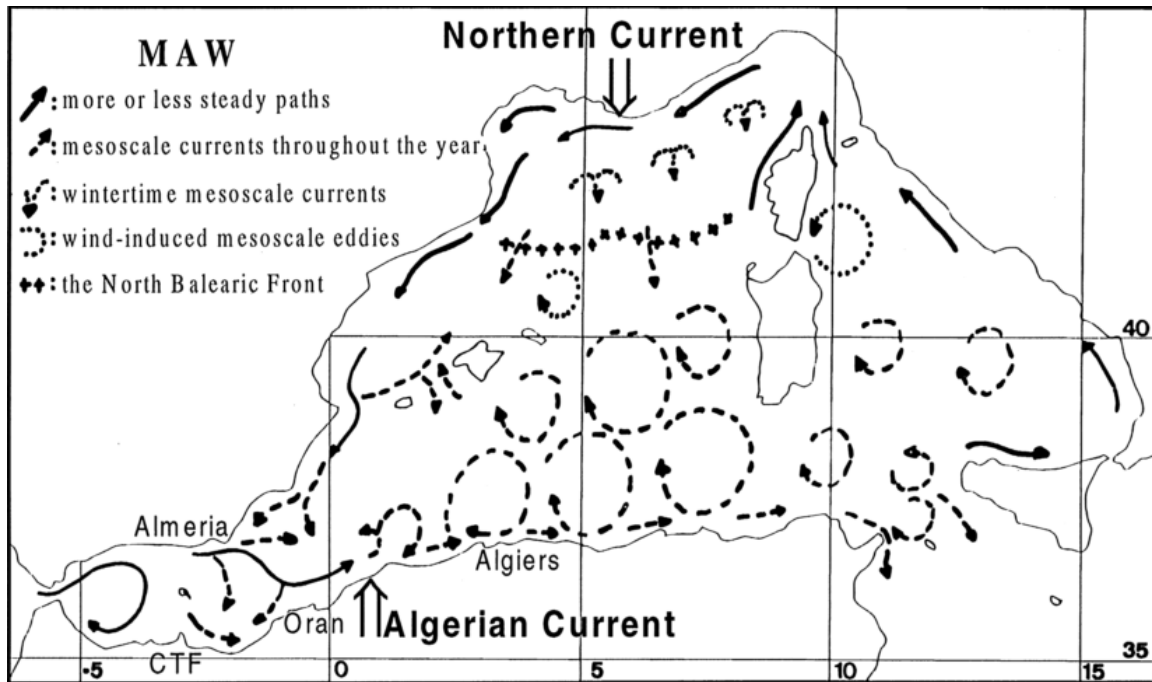 Northern Current
MAW
: more or less steady paths
: mesoscale currents throughout the year
: wintertime mesoscale currents
: wind-induced mesoscale eddies
: the North Balearic Front
40
Almeria
Algiers
Oran
Algerian Current
CTF
35
-5
0
5
10
15